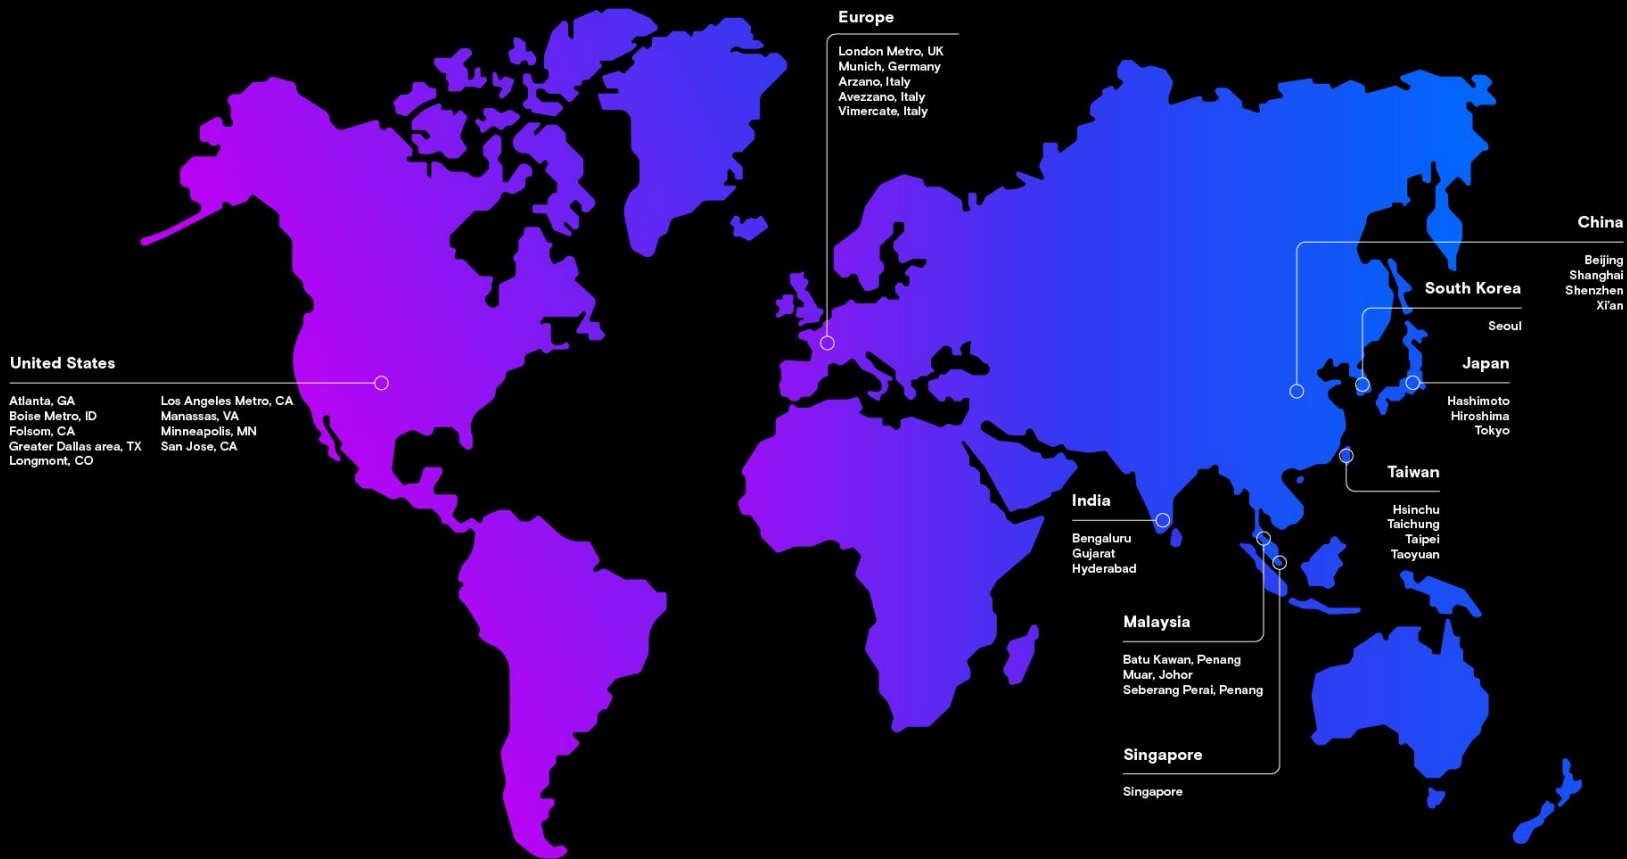 Europe
London Metro, UK
Munich, Germany
Arzano, Italy
Avezzano, Italy
Vimercate, Italy
China
Beijing
Shanghai
Shenzhen
Xi'an
South Korea
Seoul
United States
Atlanta, GA
Boise Metro, ID
Folsom, CA
Greater Dallas area, TX
Longmont, CO
Los Angeles Metro, CA
Manassas, VA
Minneapolis, MN
San Jose, CA
Japan
Hashimoto
Hiroshima
Tokyo
Taiwan
Hsinchu
Taichung
Taipei
Taoyuan
India
Bengaluru
Gujarat
Hyderabad
Malaysia
Batu Kawan, Penang
Muar, Johor
Seberang Perai, Penang
Singapore
Singapore